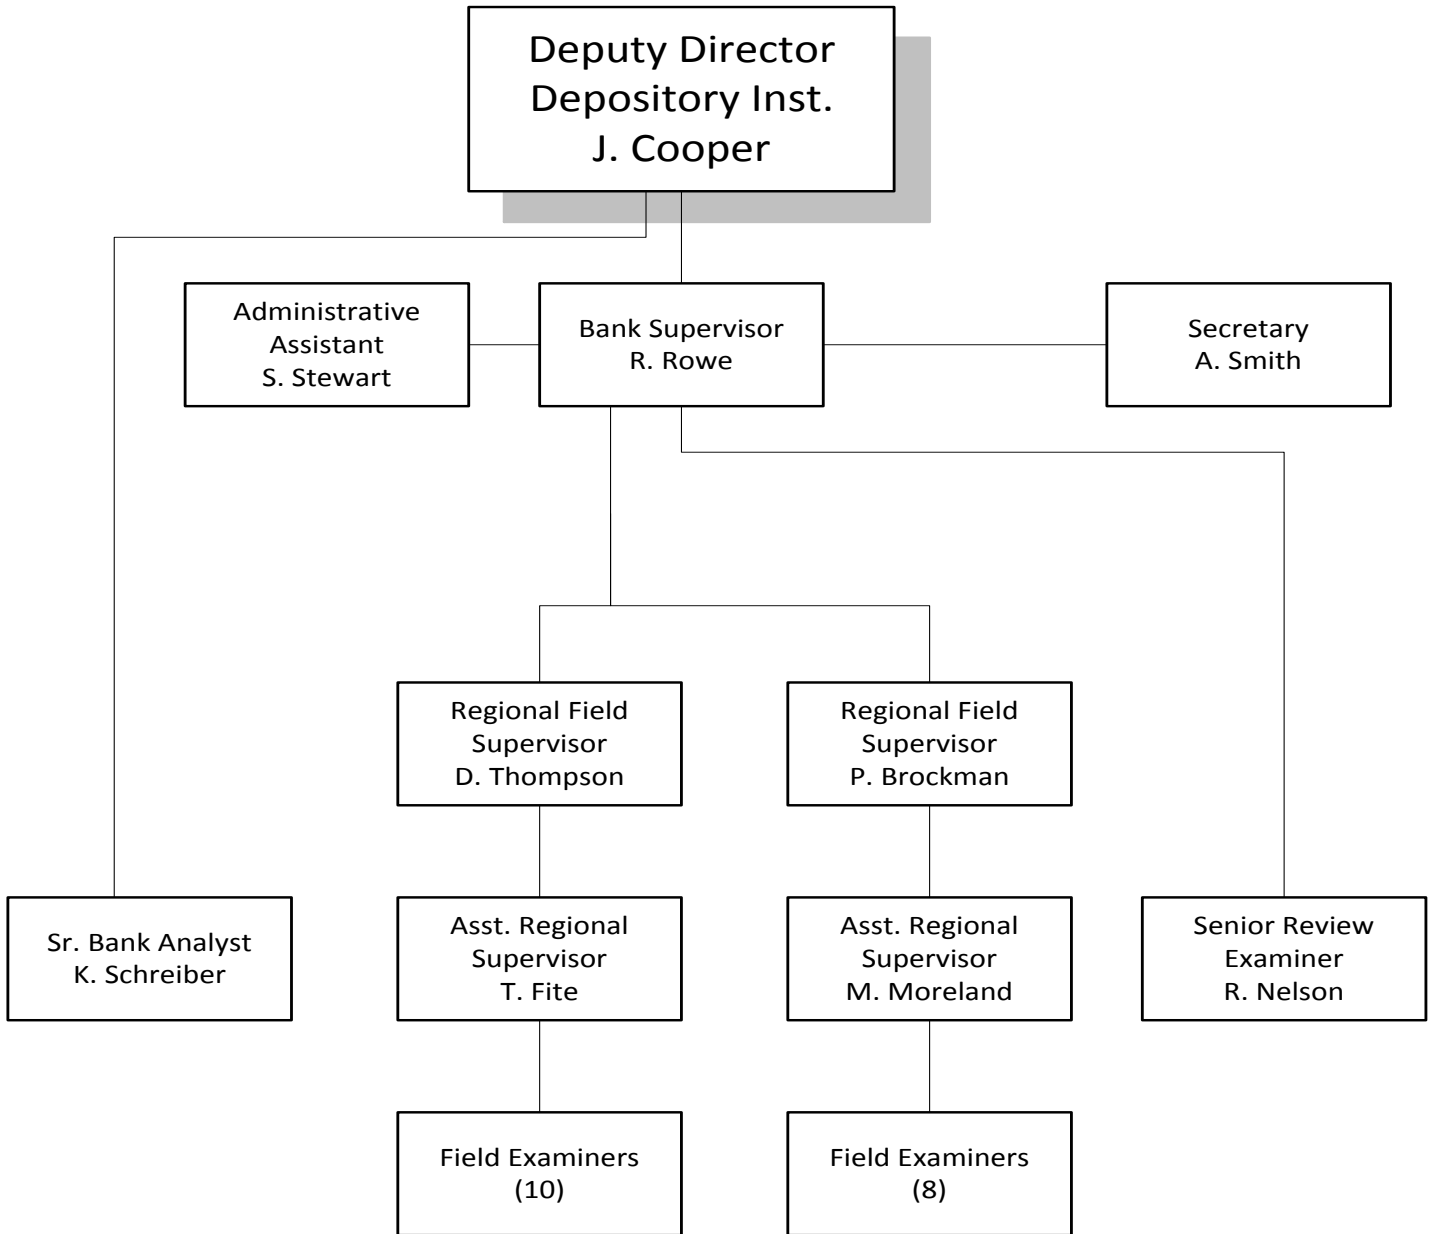 Deputy Director
Depository Inst.
J. Cooper
Administrative
Assistant
S. Stewart
Bank Supervisor
R. Rowe
Secretary
A. Smith
Regional Field
Supervisor
D. Thompson
Regional Field
Supervisor
P. Brockman
Sr. Bank Analyst
K. Schreiber
Asst. Regional
Supervisor
T. Fite
Asst. Regional
Supervisor
M. Moreland
Senior Review
Examiner
R. Nelson
Field Examiners
(10)
Field Examiners
(8)